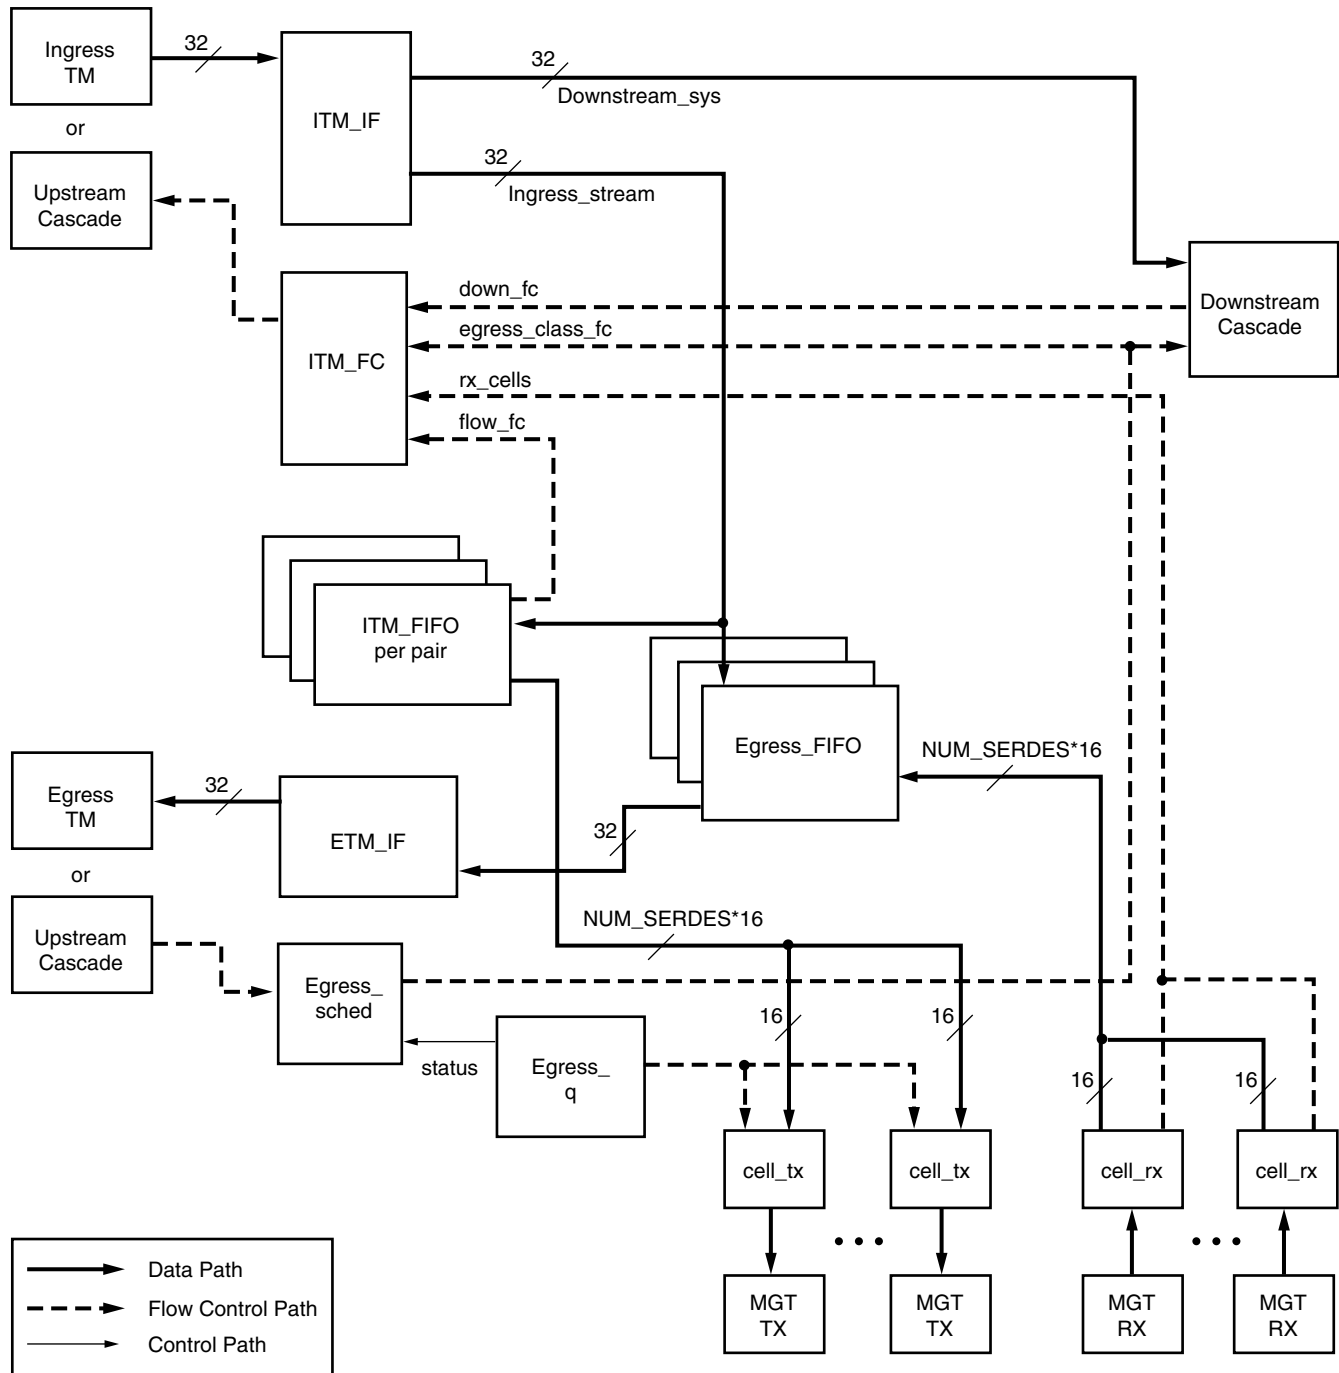 Ingress
TM
32
or
Upstream
Cascade
ITM_IF
32
Downstream_sys
32
Ingress_stream
ITM_FC
down_fc
egress_class_fc
rx_cells
flow_fc
Downstream
Cascade
ITM_FIFO
per pair
Egress_FIFO
NUM_SERDES*16
Egress
TM
32
ETM_IF
32
or
Upstream
Cascade
NUM_SERDES*16
Egress_
sched
status
Egress_
q
16
16
16
16
cell_tx
cell_tx
cell_rx
cell_rx
MGT
TX
MGT
TX
MGT
RX
MGT
RX
Data Path
Flow Control Path
Control Path